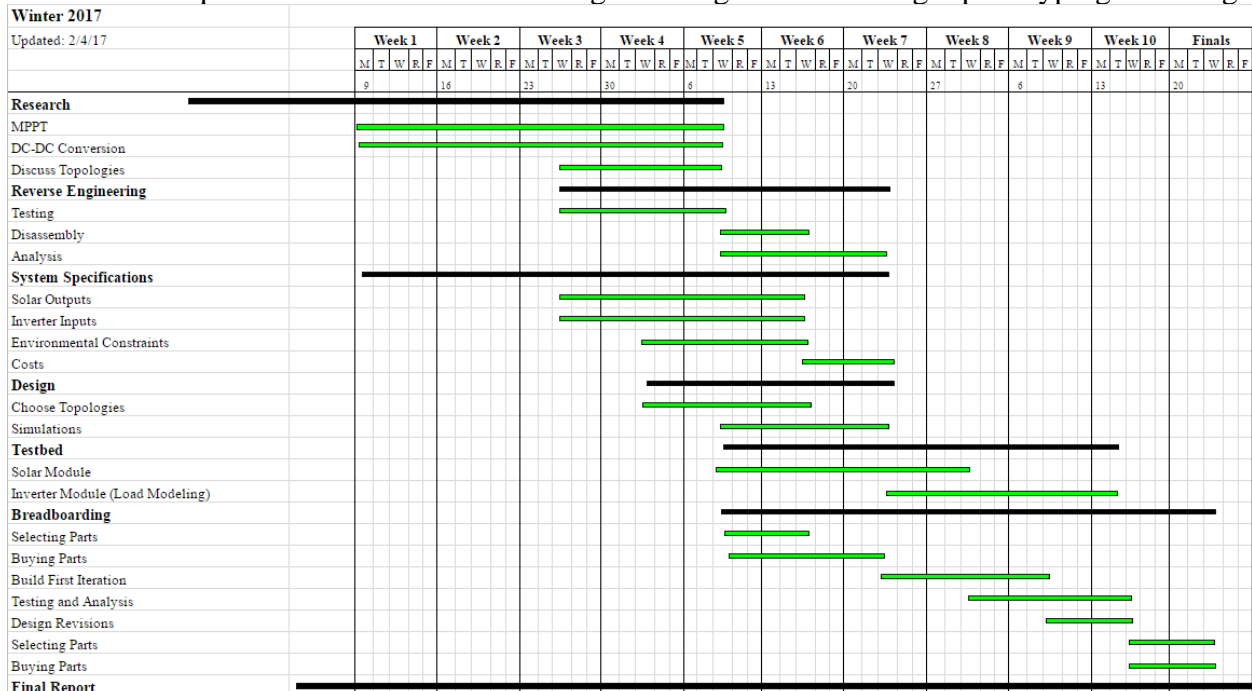 Winter 2017
Updated: 2/4/17 Week 1 Week 2 Week 3 Week 4 Week 5 Week 6 Week 7 Week 8 Week 9 Week 10 Finals
M T W R F M T W R F M T W R F M T W R F M T W R F M T W R F M T W R F M T W R F M T W R F M T W R F M T W R F
9 16 23 30 6 13 20 27 6 13 20
Research
MPPT
DC-DC Conversion
Discuss Topologies
Reverse Engineering
Testing
Disassembly
Analysis
System Specifications
Solar Outputs
Inverter Inputs
Environmental Constraints
Costs
Design
Choose Topologies
Simulations
Testbed
Solar Module
Inverter Module (Load Modeling)
Breadboarding
Selecting Parts
Buying Parts
Build First Iteration
Testing and Analysis
Design Revisions
Selecting Parts
Buying Parts
Final Report